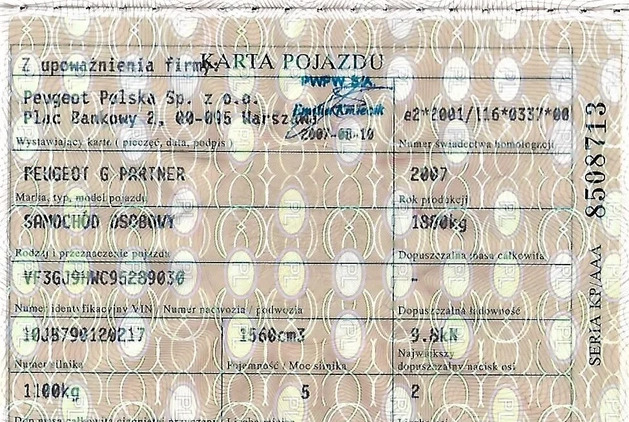 KARTA POJAZDU
Z upoważnienia firmy:
PWPW S.A.
Peugeot Polska Sp. z o.o.
Plac Bankowy 2, 00-095 Warszawa
e2*2001/116*0337*00
2007-08-10
Wystawiający kartę ( pieczęć, data, podpis )
Numer świadectwa homologacji
PEUGEOT G PARTNER
2007
Marka, typ, model pojazdu
Rok produkcji
SAMOCHÓD OSOBOWY
1880kg
Rodzaj i przeznaczenie pojazdu
Dopuszczalna masa całkowita
VF3GJ9HWC95289030
-
Numer identyfikacyjny VIN / Numer nadwozia / podwozia
Dopuszczalna ładowność
10JB790120217
1560cm3
9.8kN
Numer silnika
Pojemność / Moc silnika
Największy
dopuszczalny nacisk osi
1100kg
5
2
SERIA KP/AAA 8508713